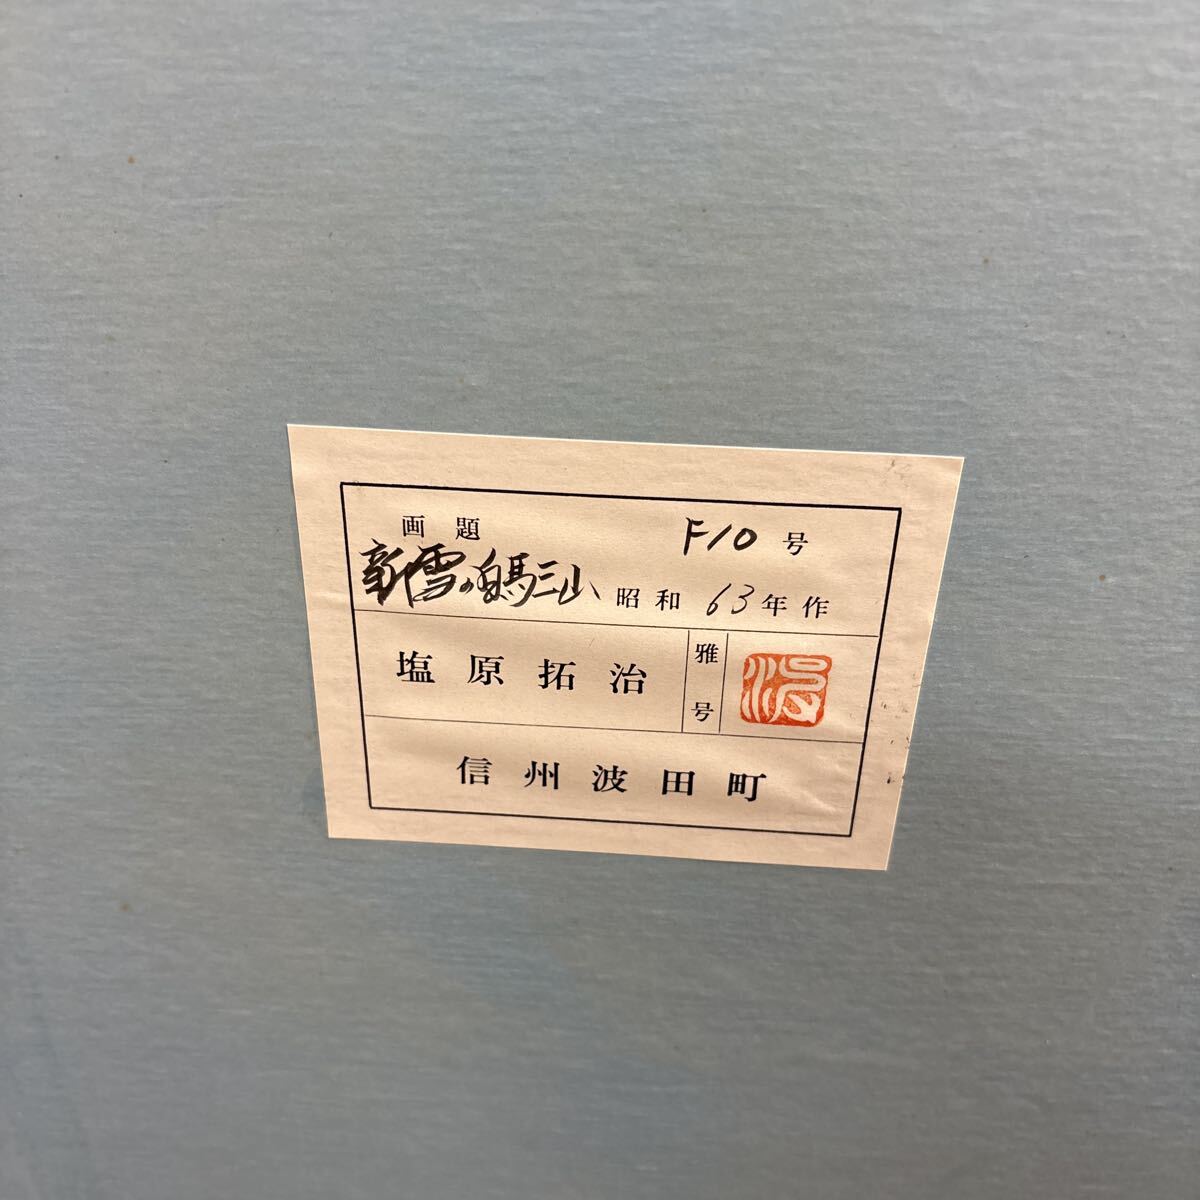 画題 F10号
新雪の白馬三山 昭和63年作
塩原拓治 雅号
信州波田町